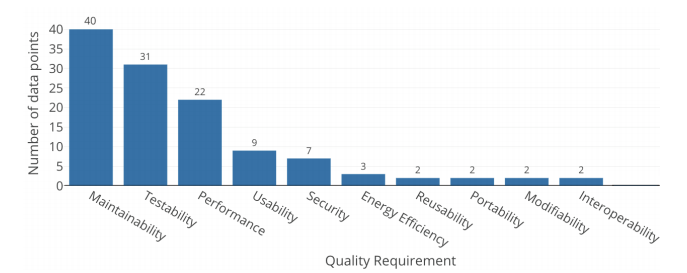 Number of data points
40
35
30
25
20
15
10
5
0
40
31
22
9
7
3
2
2
2
2
Maintainability
Testability
Performance
Usability
Security
Energy Efficiency
Reusability
Portability
Modifiability
Interoperability
Quality Requirement